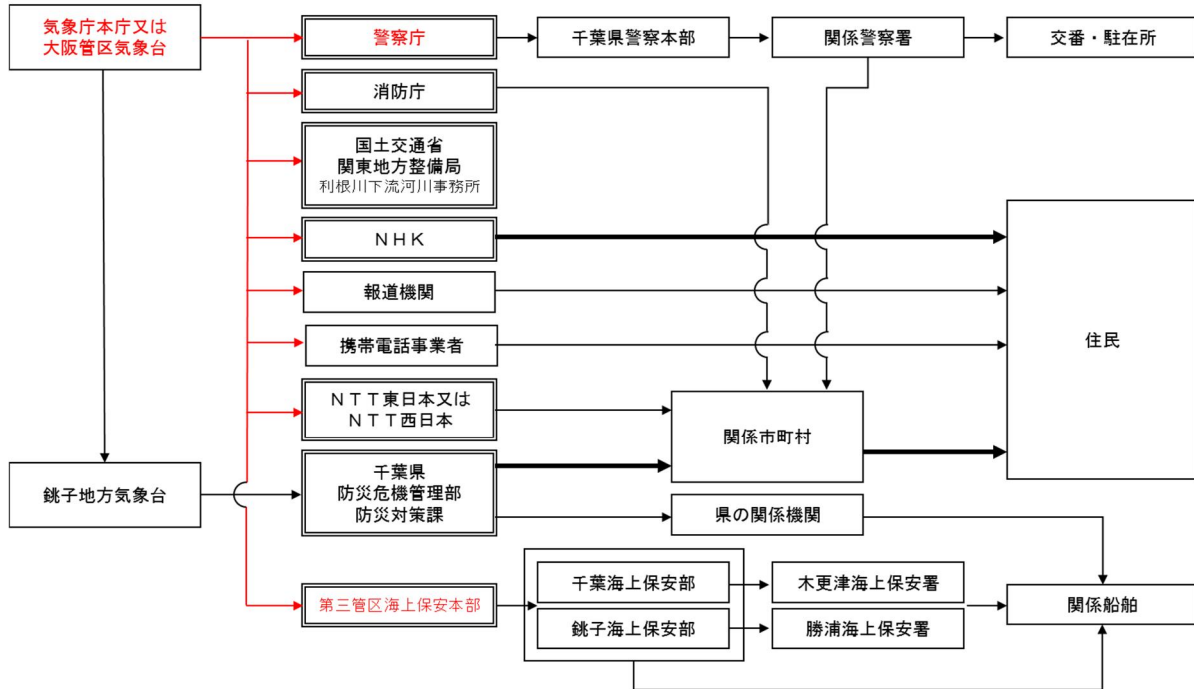 気象庁本庁又は
大阪管区気象台
警察庁
千葉県警察本部
関係警察署
交番・駐在所
消防庁
国土交通省
関東地方整備局
利根川下流河川事務所
ＮＨＫ
報道機関
携帯電話事業者
住民
ＮＴＴ東日本又は
ＮＴＴ西日本
関係市町村
銚子地方気象台
千葉県
防災危機管理部
防災対策課
県の関係機関
第三管区海上保安本部
千葉海上保安部
木更津海上保安署
関係船舶
銚子海上保安部
勝浦海上保安署